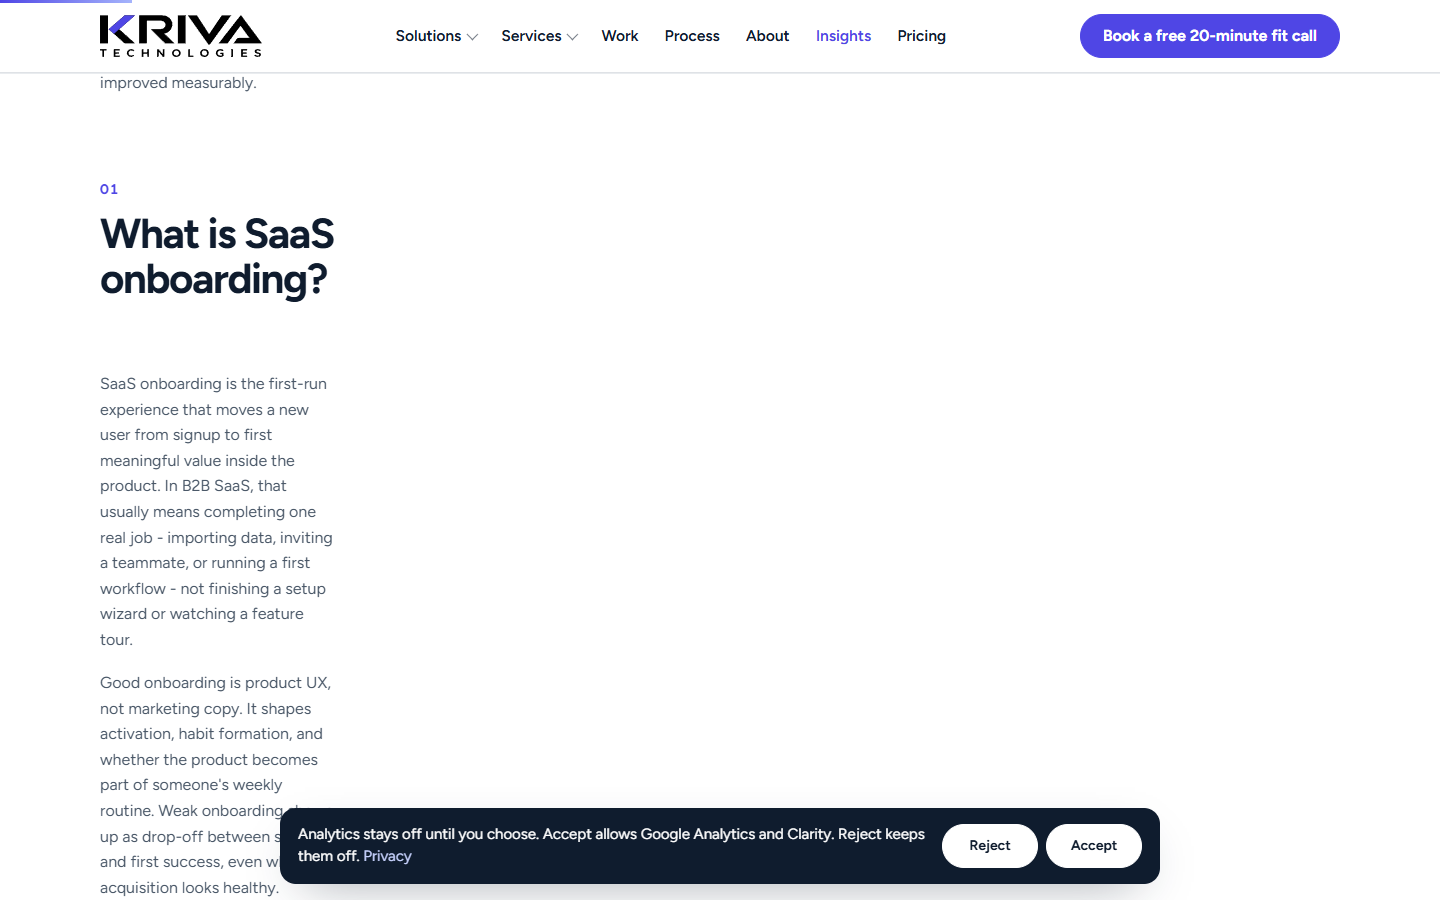 KRIVA
TECHNOLOGIES
Solutions Services Work Process About Insights Pricing
Book a free 20-minute fit call
improved measurably.
01
What is SaaS
onboarding?
SaaS onboarding is the first-run
experience that moves a new
user from signup to first
meaningful value inside the
product. In B2B SaaS, that
usually means completing one
real job - importing data, inviting
a teammate, or running a first
workflow - not finishing a setup
wizard or watching a feature
tour.
Good onboarding is product UX,
not marketing copy. It shapes
activation, habit formation, and
whether the product becomes
part of someone's weekly
routine. Weak onboarding
up as drop-off between
and first success, even
acquisition looks healthy.
Analytics stays off until you choose. Accept allows Google Analytics and Clarity. Reject keeps
them off. Privacy
Reject
Accept